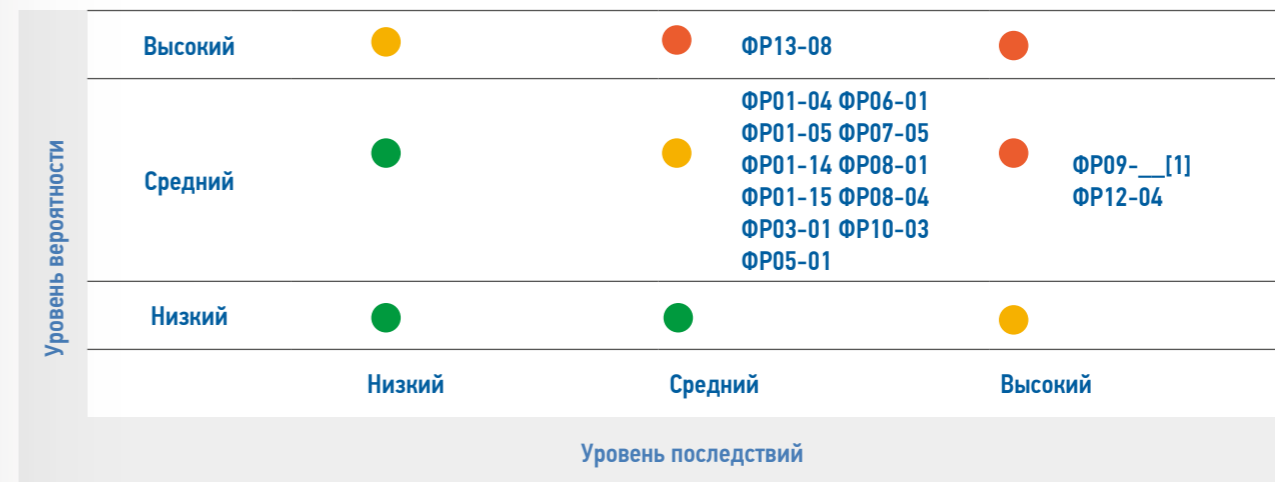 Уровень вероятности
Высокий
ФР13-08
Средний
ФР01-04 ФР06-01
ФР01-05 ФР07-05
ФР01-14 ФР08-01
ФР01-15 ФР08-04
ФР03-01 ФР10-03
ФР05-01
ФР09-__[1]
ФР12-04
Низкий
Низкий Средний Высокий
Уровень последствий